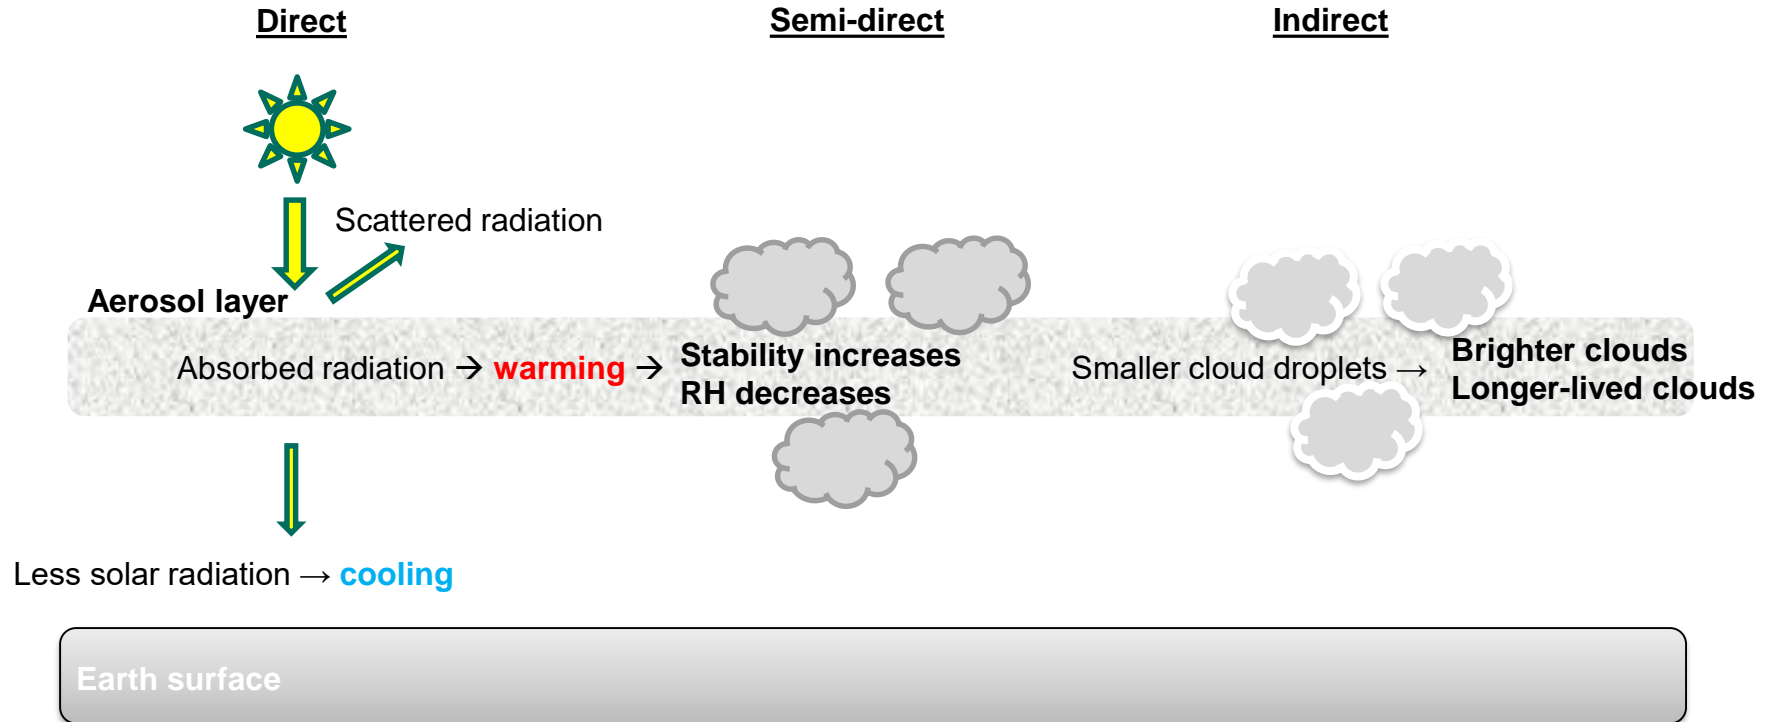 Direct
Semi-direct
Indirect
Scattered radiation
Aerosol layer
Absorbed radiation → warming → Stability increases
RH decreases
Smaller cloud droplets → Brighter clouds
Longer-lived clouds
Less solar radiation → cooling
Earth surface